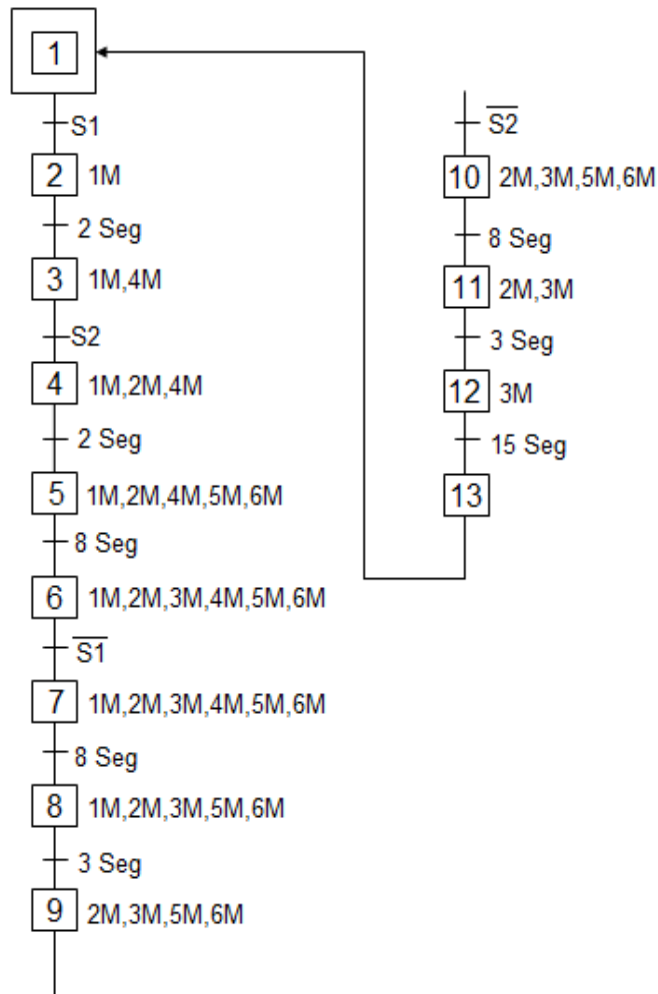 1
S1
2 1M
2 Seg
3 1M,4M
S2
4 1M,2M,4M
2 Seg
5 1M,2M,4M,5M,6M
8 Seg
6 1M,2M,3M,4M,5M,6M
S̅1̅
7 1M,2M,3M,4M,5M,6M
8 Seg
8 1M,2M,3M,5M,6M
3 Seg
9 2M,3M,5M,6M
S̅2̅
10 2M,3M,5M,6M
8 Seg
11 2M,3M
3 Seg
12 3M
15 Seg
13